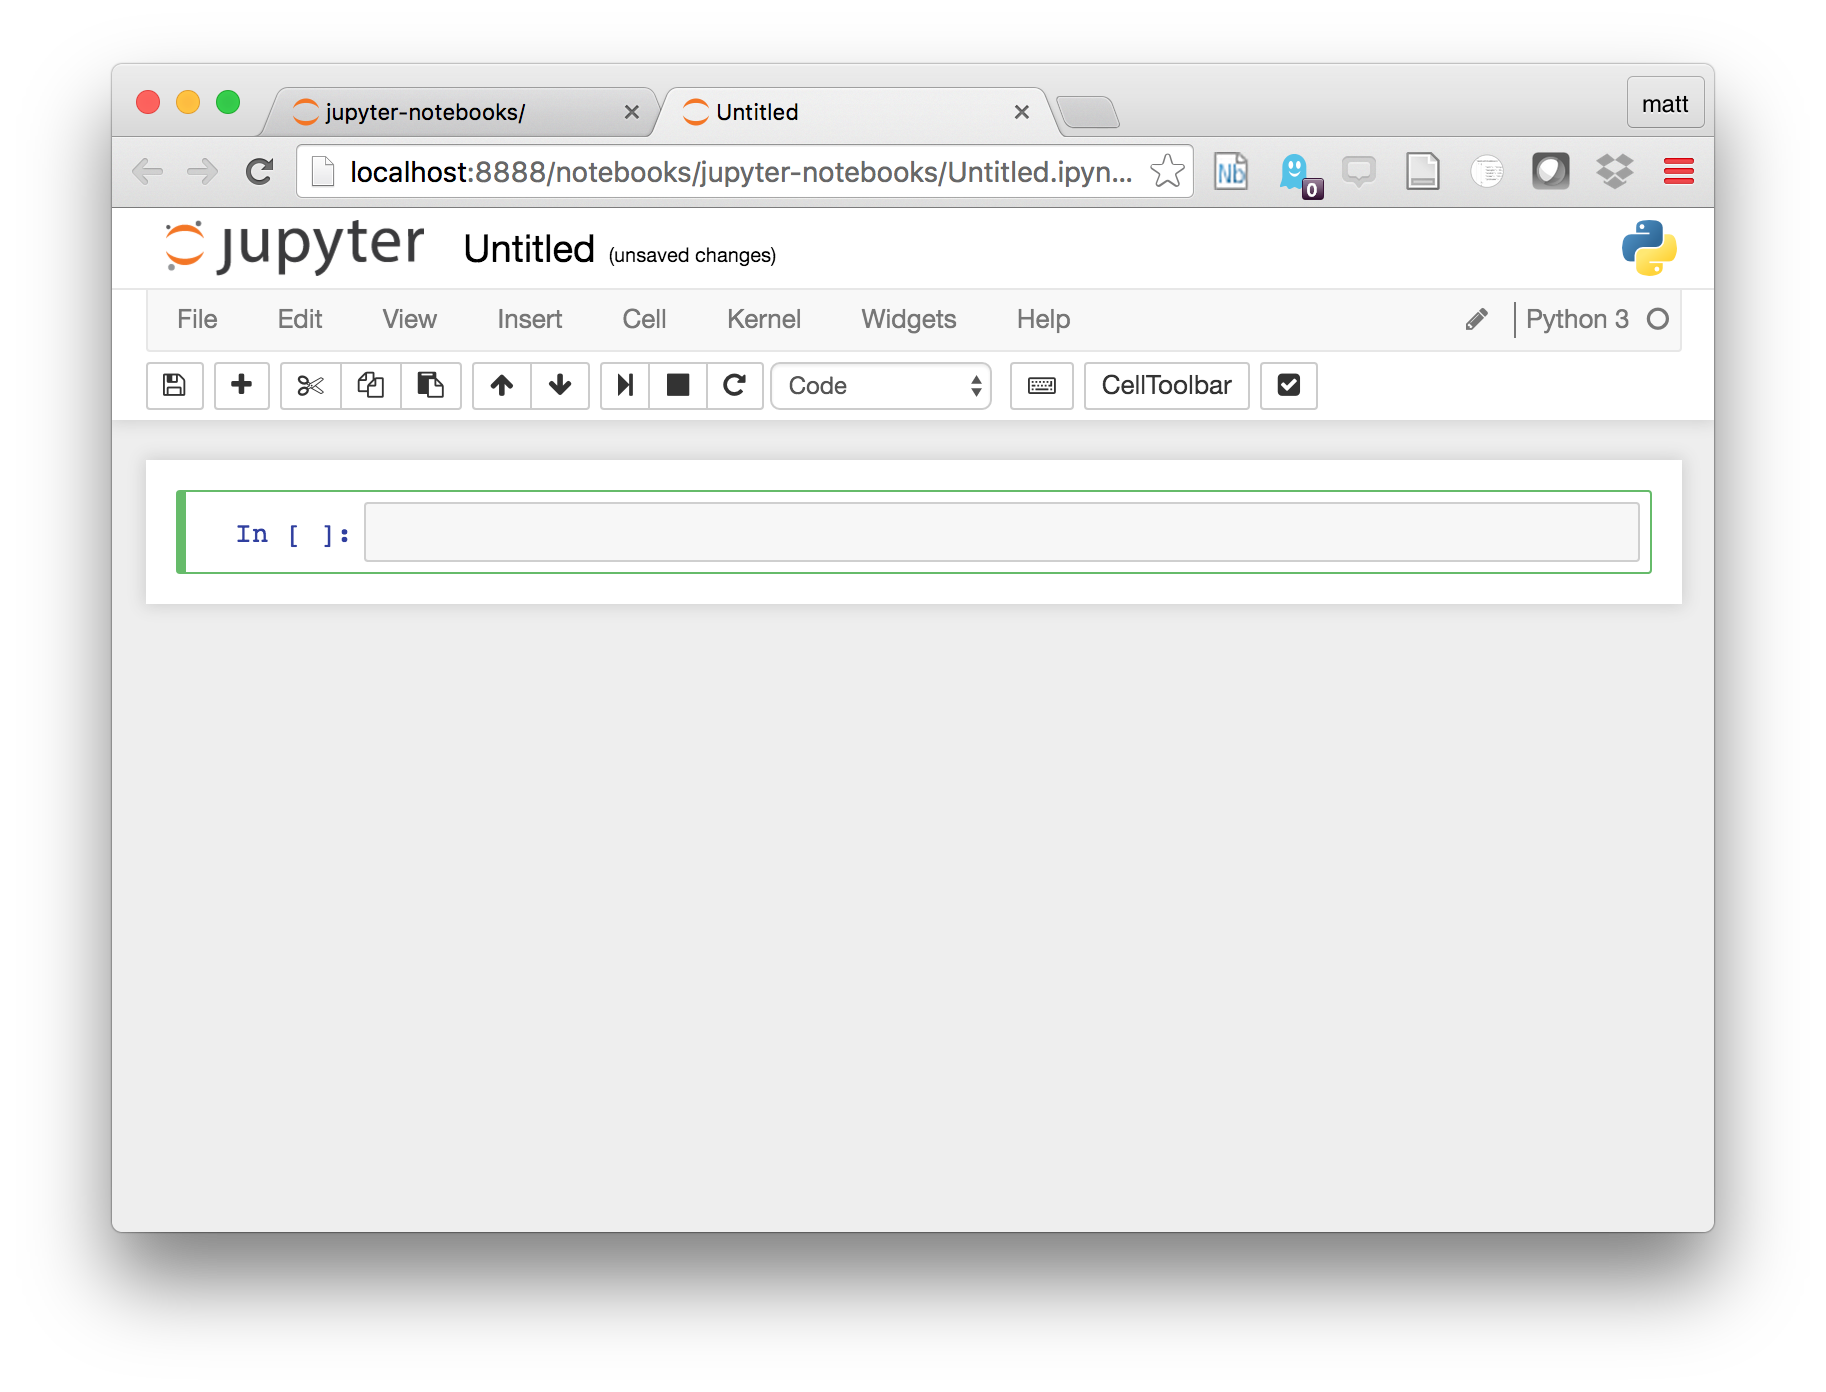 jupyter-notebooks/ Untitled matt
localhost:8888/notebooks/jupyter-notebooks/Untitled.ipyn... Nb 0
jupyter Untitled (unsaved changes)
File Edit View Insert Cell Kernel Widgets Help Python 3
Code CellToolbar
In [ ]: